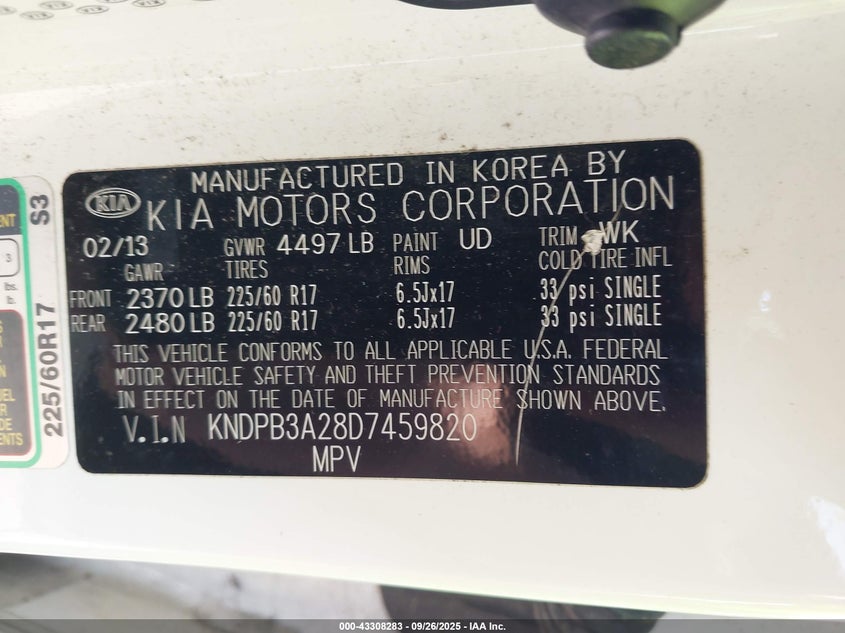 MANUFACTURED IN KOREA BY
KIA KIA MOTORS CORPORATION
02/13 GVWR 4497 LB PAINT UD TRIM WK
GAWR TIRES RIMS COLD TIRE INFL
FRONT 2370 LB 225/60 R17 6.5Jx17 33 psi SINGLE
REAR 2480 LB 225/60 R17 6.5Jx17 33 psi SINGLE
THIS VEHICLE CONFORMS TO ALL APPLICABLE U.S.A. FEDERAL
MOTOR VEHICLE SAFETY AND THEFT PREVENTION STANDARDS
IN EFFECT ON THE DATE OF MANUFACTURE SHOWN ABOVE.
V.I.N KNDPB3A28D7459820
MPV
225/60R17 S3
3
lbs.
lb.
000-43308283 - 09/26/2025 - IAA Inc.